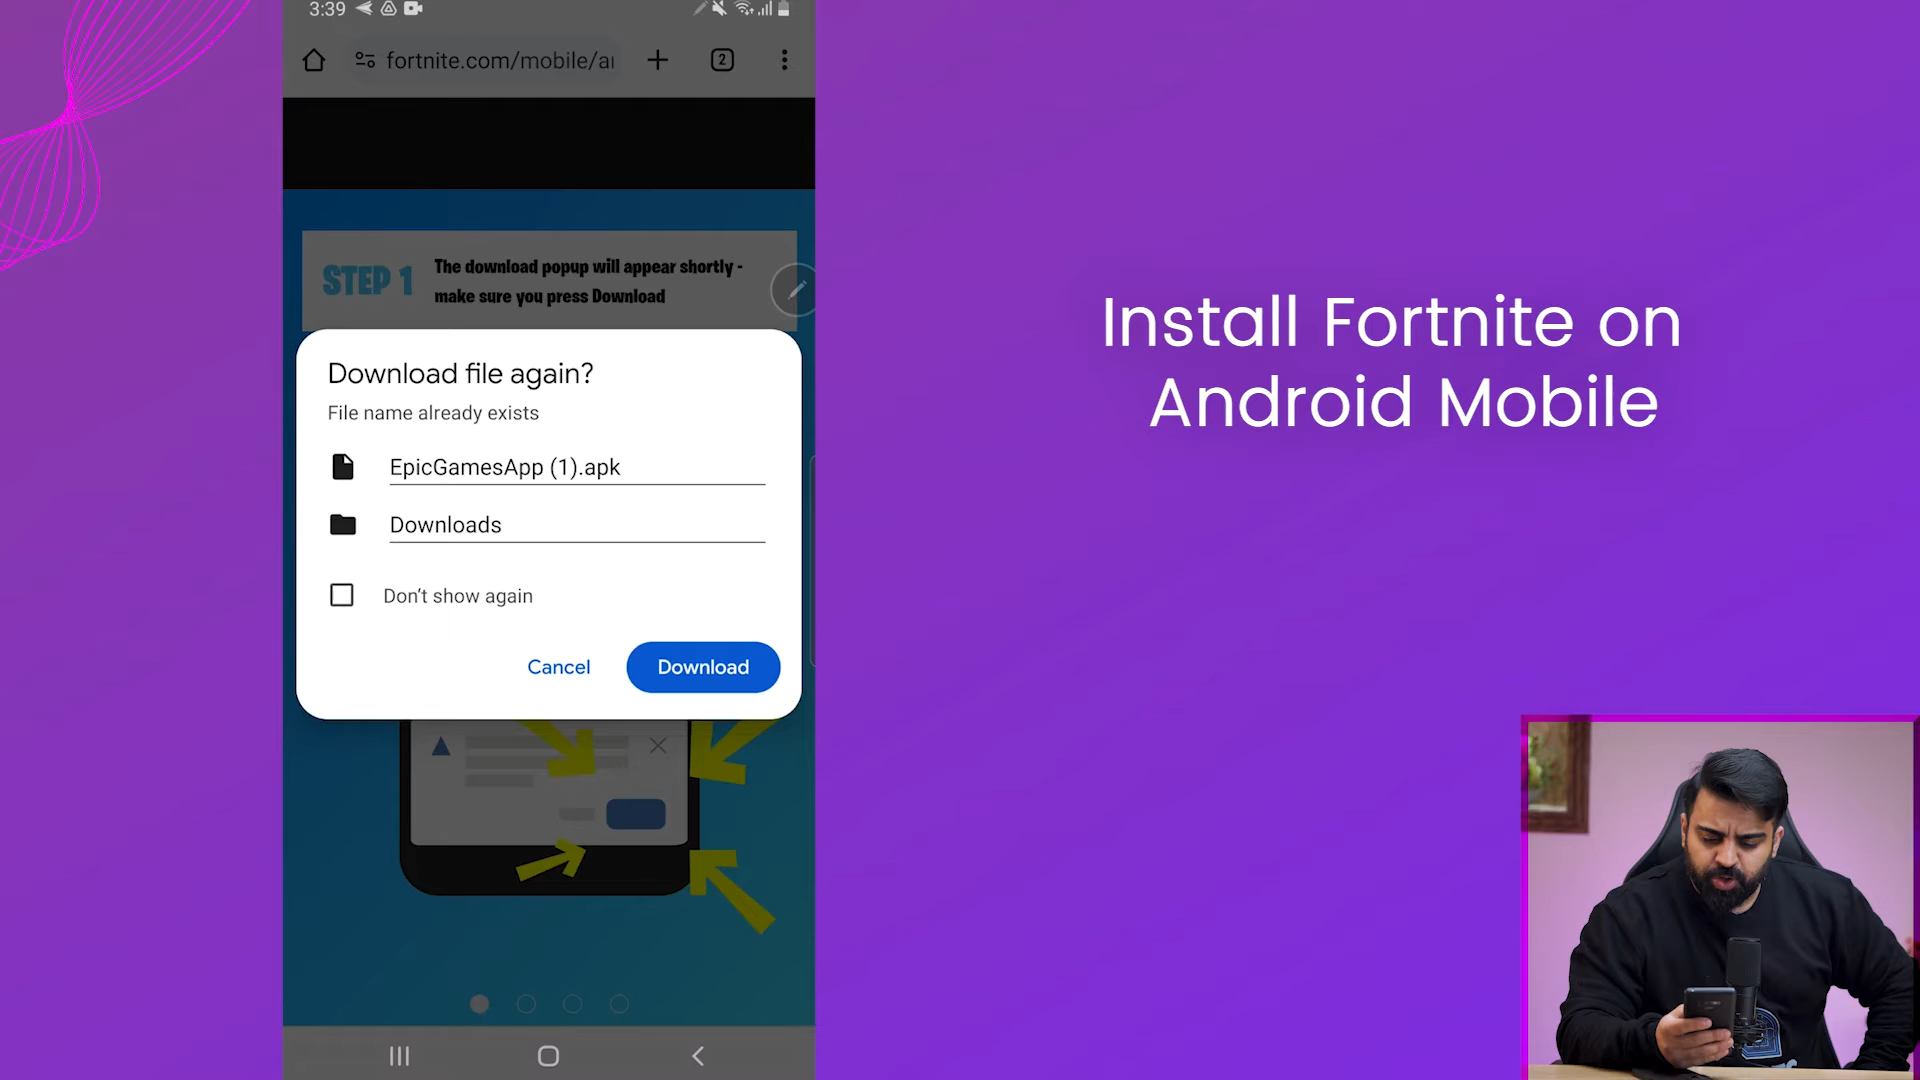 3:39
fortnite.com/mobile/a
2
STEP 1
The download popup will appear shortly -
make sure you press Download
Download file again?
File name already exists
EpicGamesApp (1).apk
Downloads
Don't show again
Cancel
Download
Install Fortnite on
Android Mobile